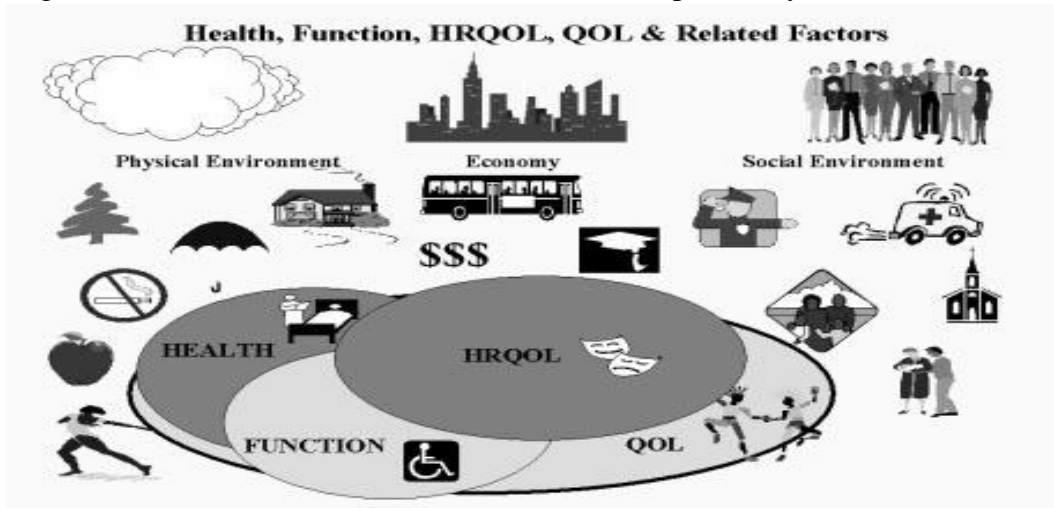 Health, Function, HRQOL, QOL & Related Factors
Physical Environment
Economy
Social Environment
$$$
HEALTH
HRQOL
FUNCTION
QOL